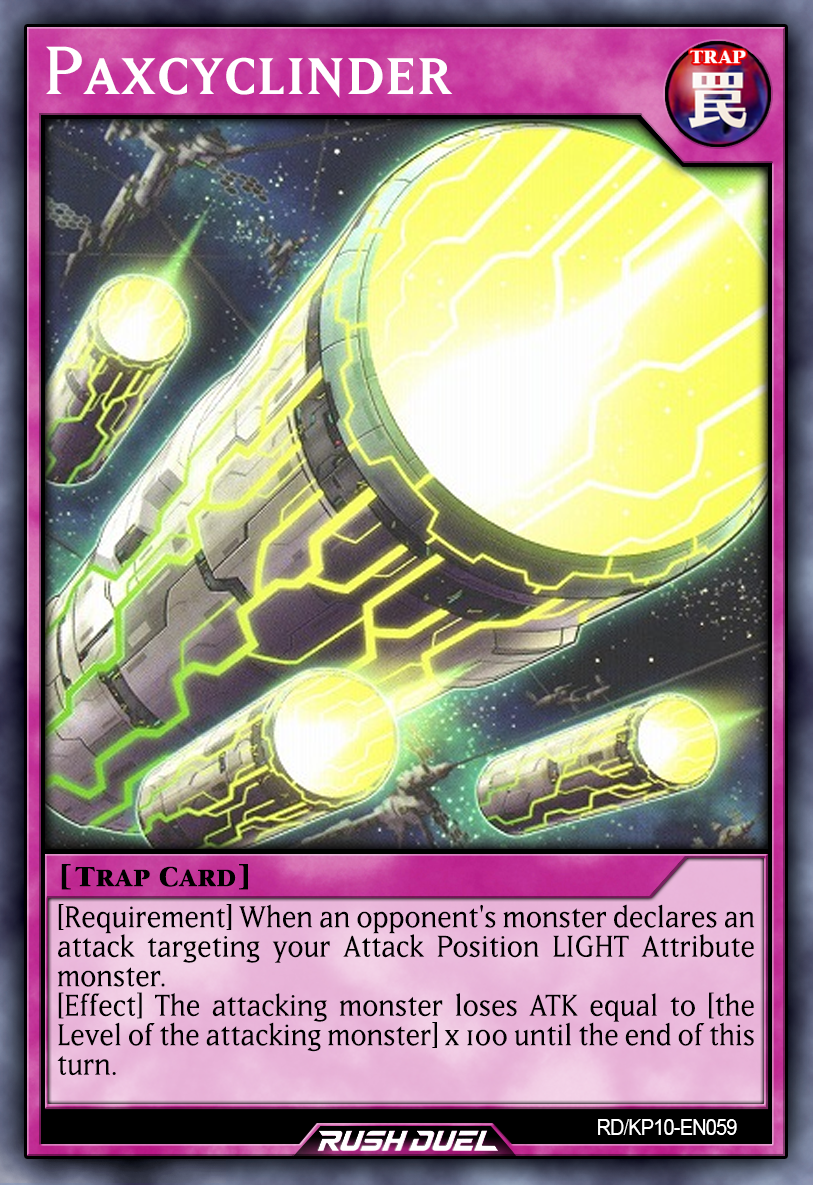 PAXCYCLINDER
TRAP
罠
[TRAP CARD]
[Requirement] When an opponent's monster declares an
attack targeting your Attack Position LIGHT Attribute
monster.
[Effect] The attacking monster loses ATK equal to [the
Level of the attacking monster] x 100 until the end of this
turn.
RD/KP10-EN059
RUSH DUEL